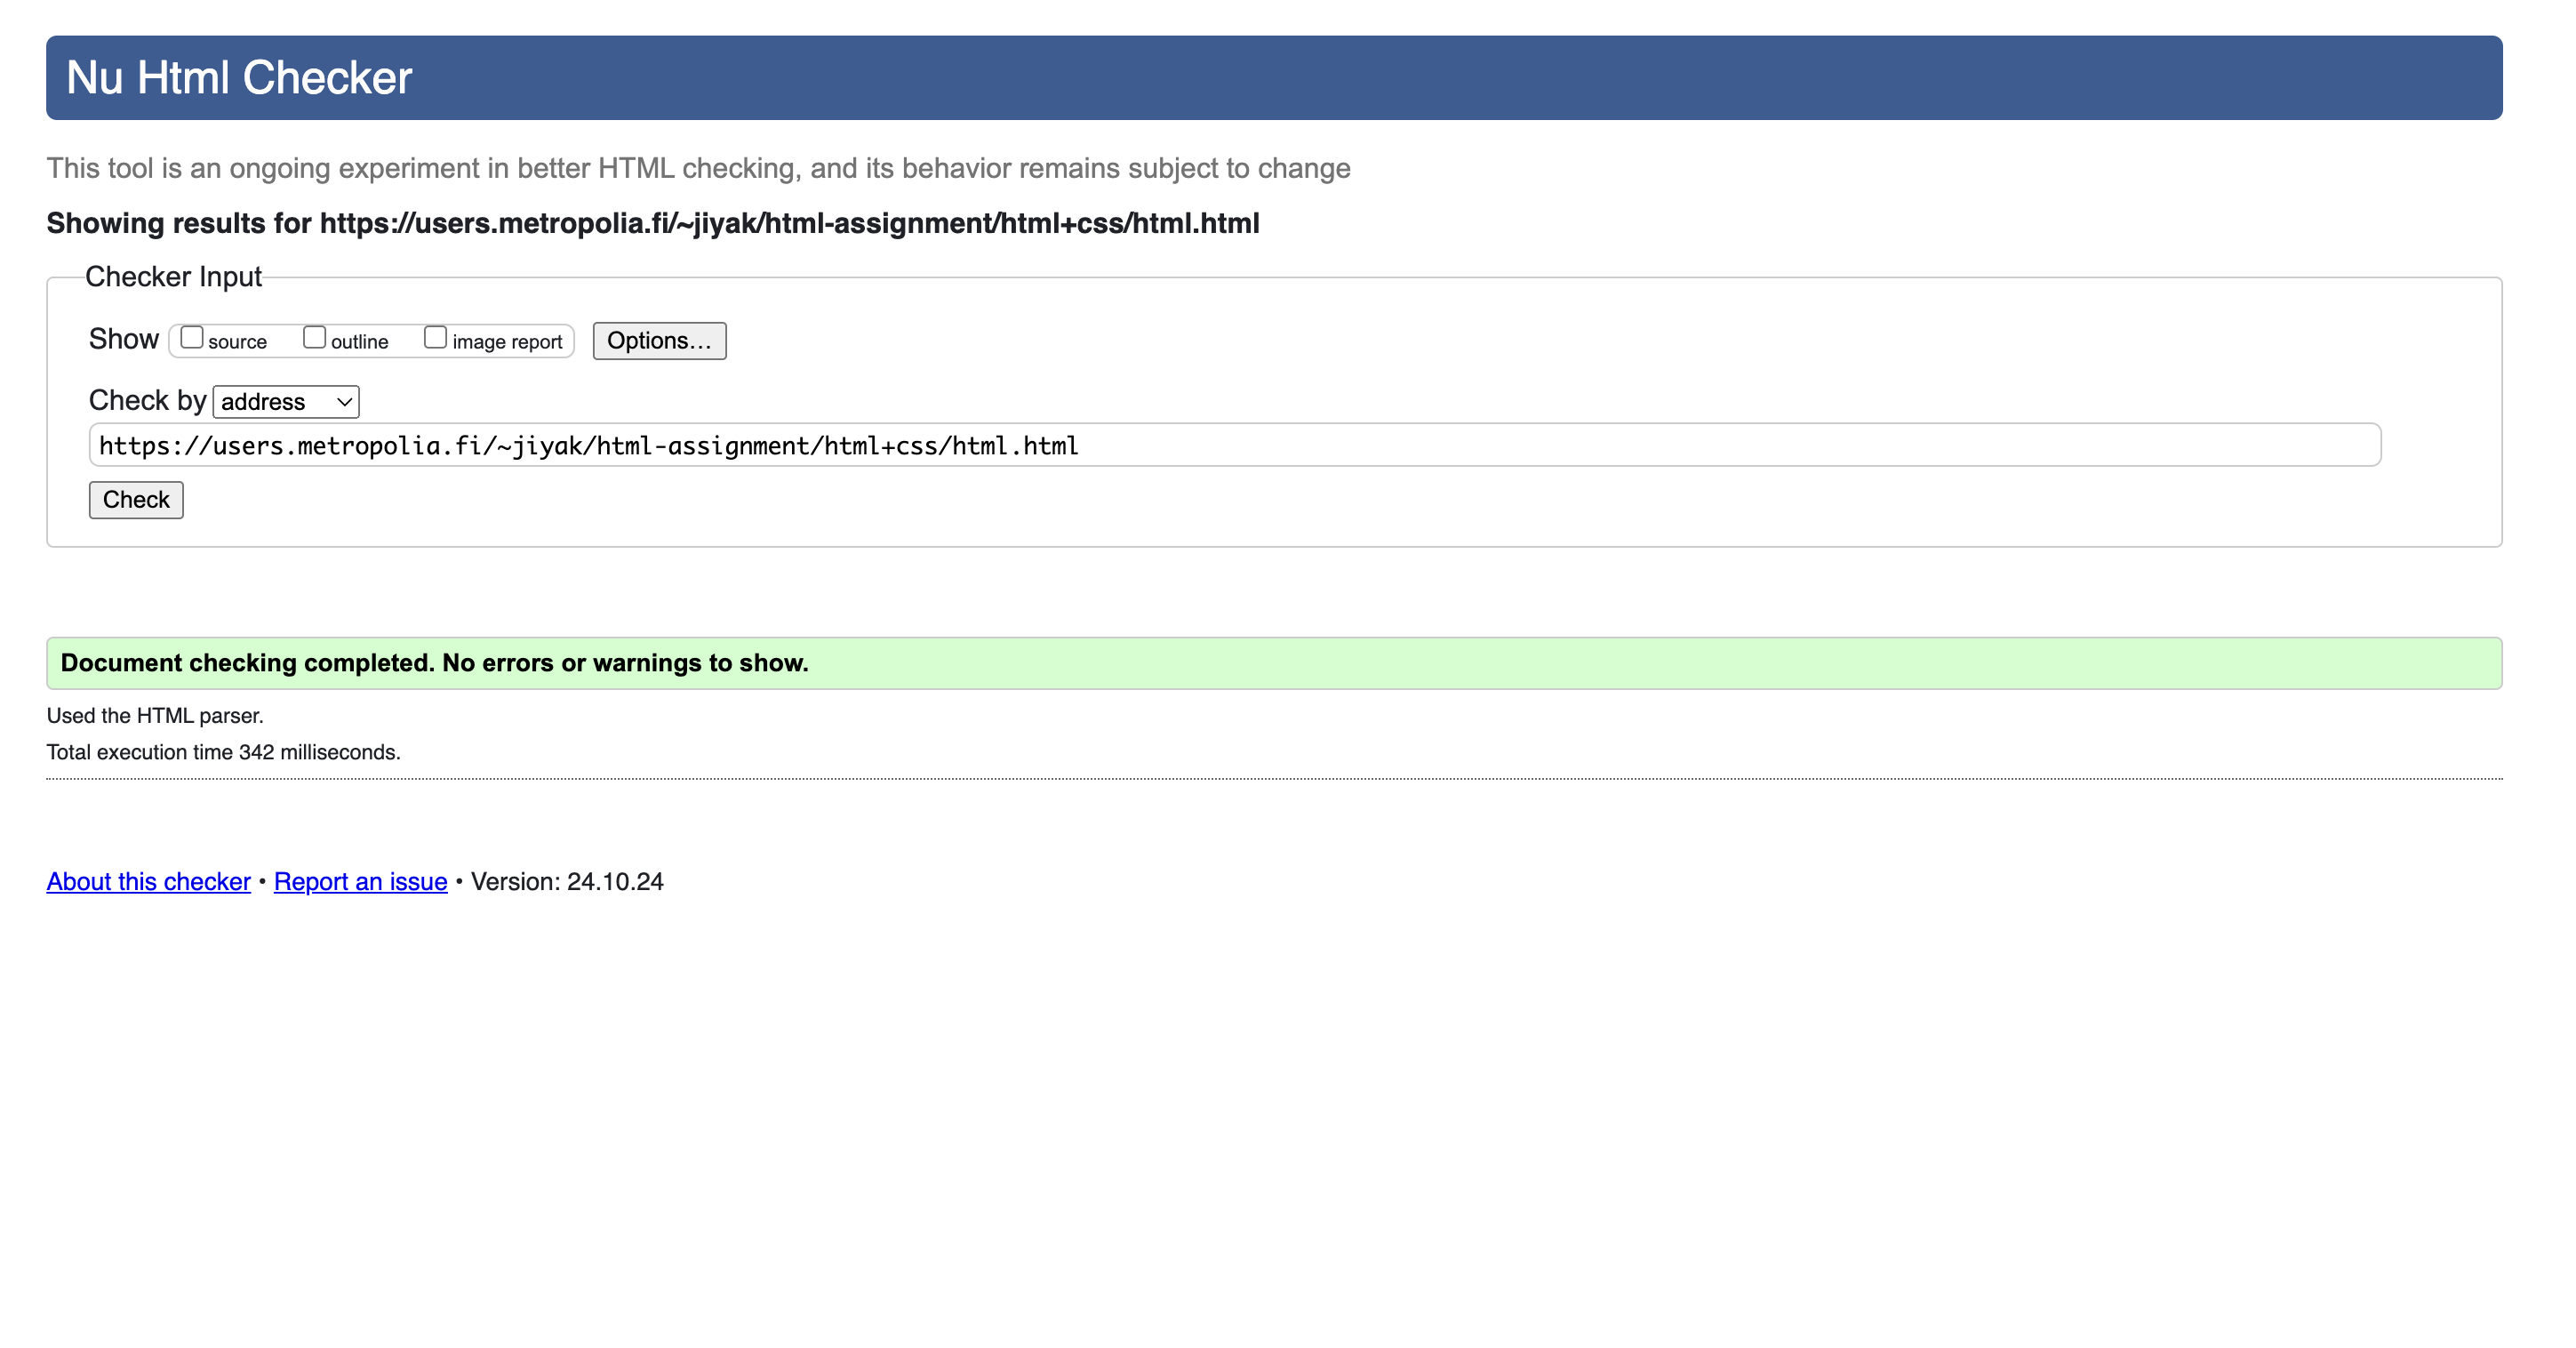 Nu Html Checker
This tool is an ongoing experiment in better HTML checking, and its behavior remains subject to change
Showing results for https://users.metropolia.fi/~jiyak/html-assignment/html+css/html.html
Checker Input
Show source outline image report Options...
Check by address
https://users.metropolia.fi/~jiyak/html-assignment/html+css/html.html
Check
Document checking completed. No errors or warnings to show.
Used the HTML parser.
Total execution time 342 milliseconds.
About this checker • Report an issue • Version: 24.10.24